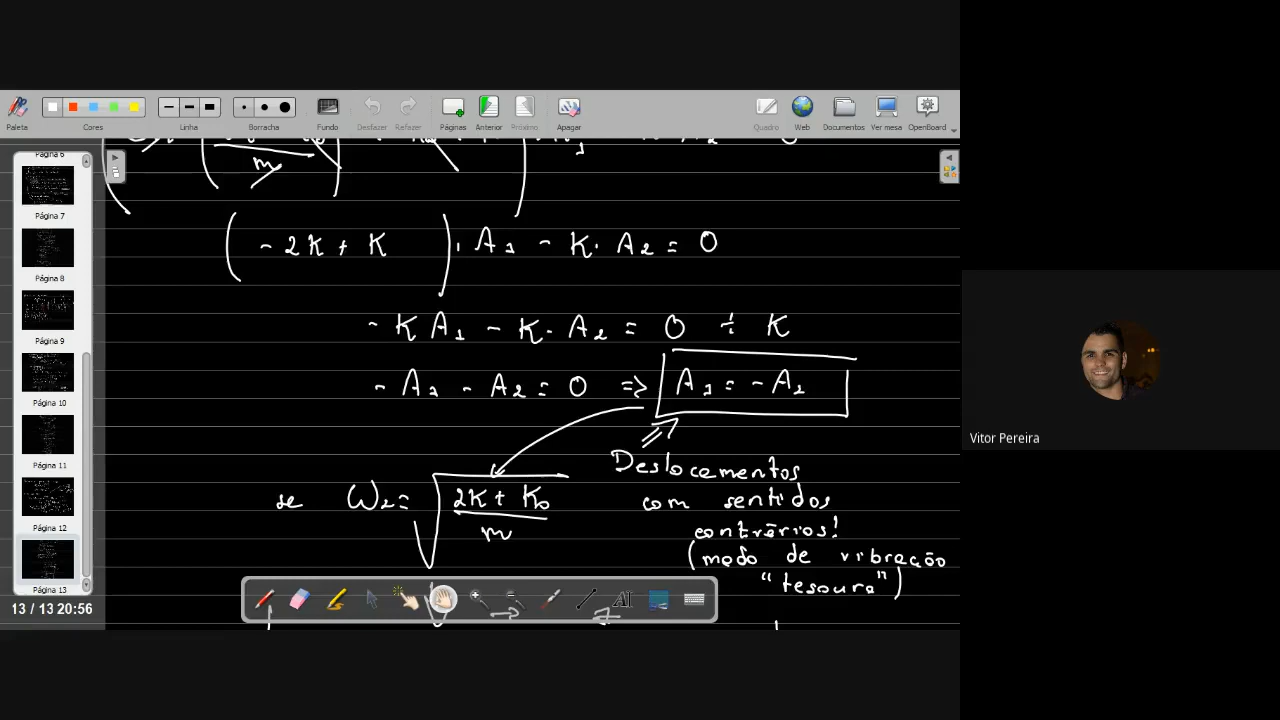 Paleta Cores Linha Borracha Fundo Desfazer Refazer Páginas Anterior Próximo Apagar Quadro Web Documentos Ver mesa OpenBoard
Página 6
Página 7
Página 8
Página 9
Página 10
Página 11
Página 12
Página 13
13 / 13 20:56
m
(- 2K + K) · A1 - K · A2 = 0
- K A1 - K · A2 = 0 ÷ K
- A1 - A2 = 0 => A1 = - A2
Deslocamentos
com sentidos
contrários!
(modo de vibração
"tesoura")
se ω2 = √((2K + K0)/m)
Vitor Pereira